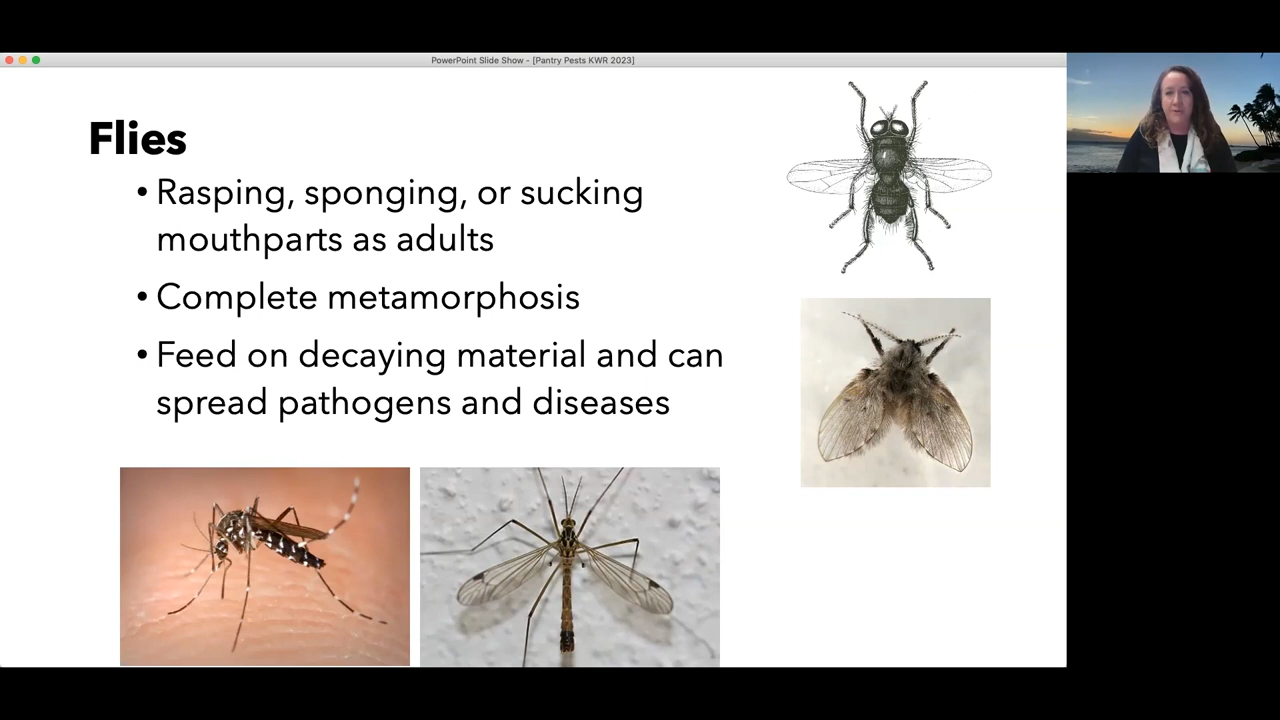 PowerPoint Slide Show - [Pantry Pests KWR 2023]
Flies
• Rasping, sponging, or sucking
mouthparts as adults
• Complete metamorphosis
• Feed on decaying material and can
spread pathogens and diseases